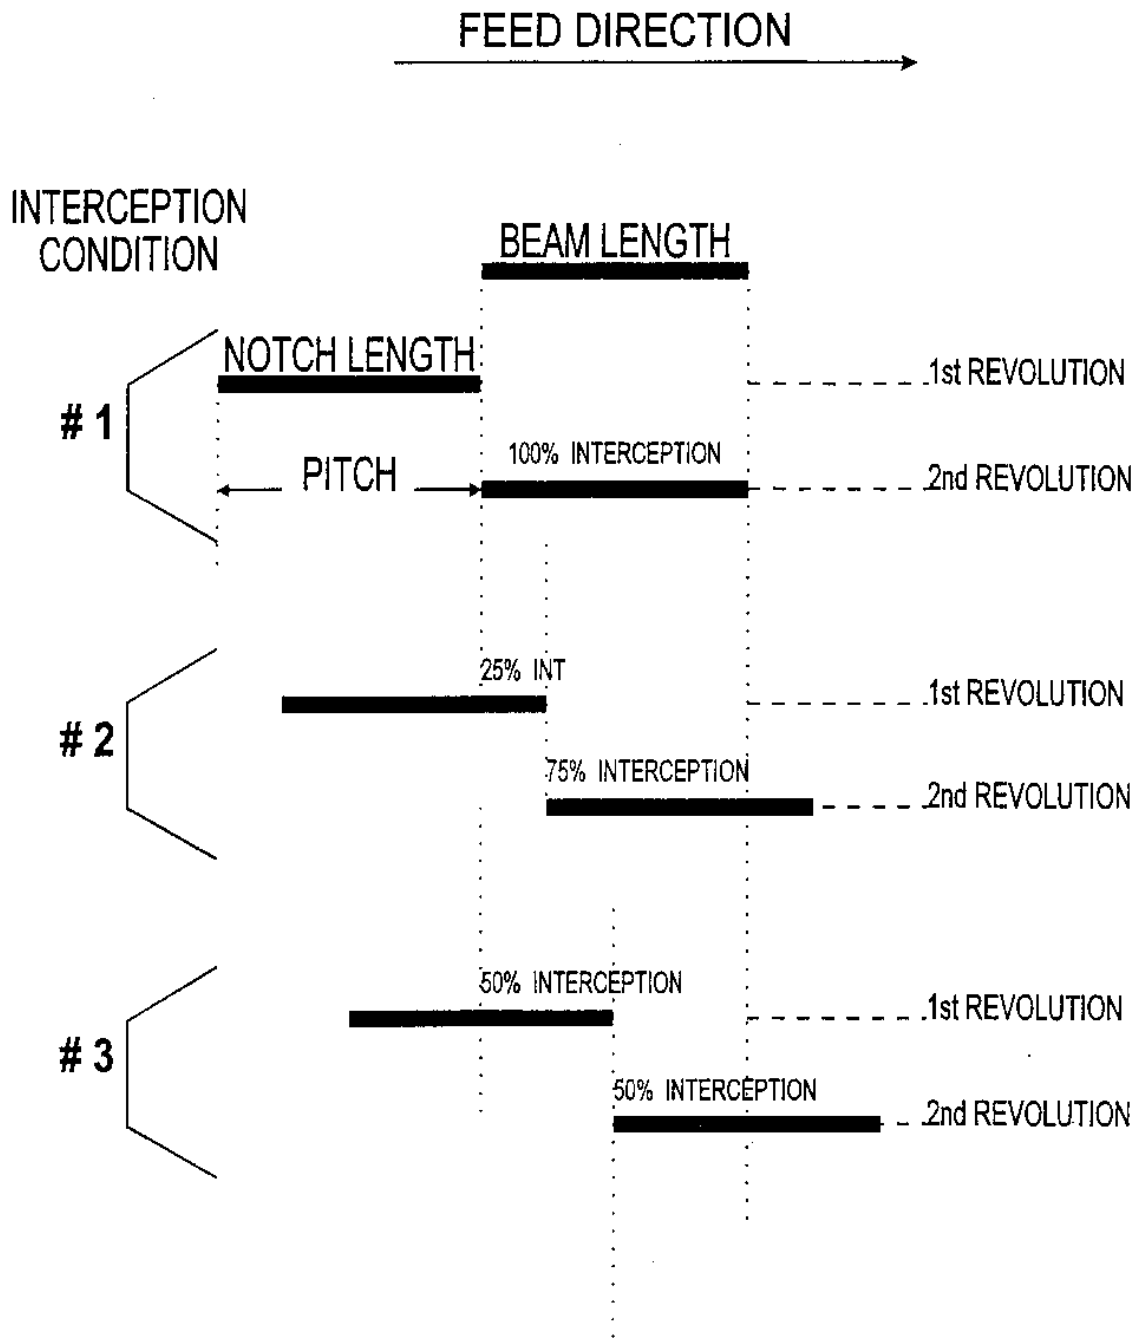 FEED DIRECTION
INTERCEPTION
CONDITION
BEAM LENGTH
NOTCH LENGTH
1st REVOLUTION
# 1
100% INTERCEPTION
PITCH
2nd REVOLUTION
25% INT
1st REVOLUTION
# 2
75% INTERCEPTION
2nd REVOLUTION
50% INTERCEPTION
1st REVOLUTION
# 3
50% INTERCEPTION
2nd REVOLUTION